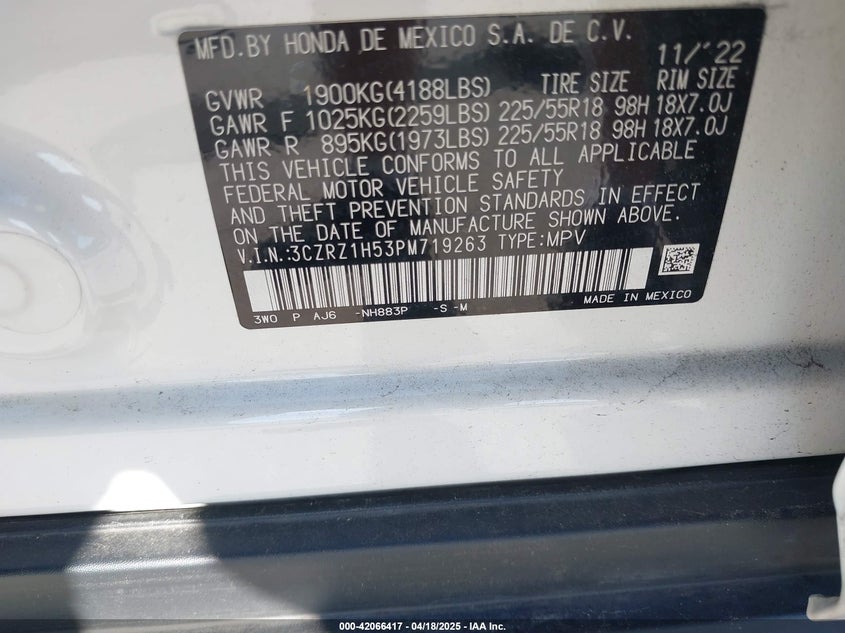 MFD.BY HONDA DE MEXICO S.A. DE C.V. 11/'22
GVWR 1900KG(4188LBS) TIRE SIZE RIM SIZE
GAWR F 1025KG(2259LBS) 225/55R18 98H 18X7.0J
GAWR R 895KG(1973LBS) 225/55R18 98H 18X7.0J
THIS VEHICLE CONFORMS TO ALL APPLICABLE
FEDERAL MOTOR VEHICLE SAFETY
AND THEFT PREVENTION STANDARDS IN EFFECT
ON THE DATE OF MANUFACTURE SHOWN ABOVE.
V.I.N.:3CZRZ1H53PM719263 TYPE:MPV
3W0 P AJ6 -NH883P -S -M MADE IN MEXICO
000-42066417 - 04/18/2025 - IAA Inc.